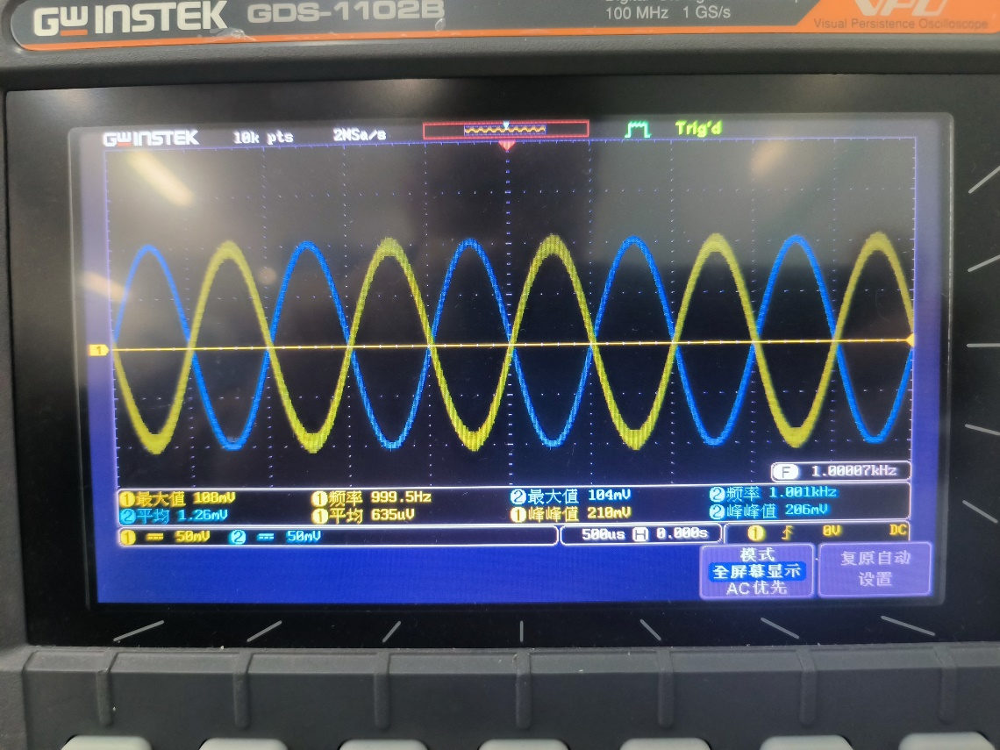 GWINSTEK GDS-1102B
100 MHz 1 GS/s
VPO
Visual Persistence Oscilloscope
GWINSTEK 10k pts 2MSa/s Trig'd
1
F 1.00007kHz
1 最大值 108mV 1 频率 999.5Hz 2 最大值 104mV 2 频率 1.001kHz
2 平均 1.26mV 1 平均 635uV 1 峰峰值 210mV 2 峰峰值 206mV
1 50mV 2 50mV 500us H 0.000s 1 0V DC
模式
全屏幕显示
AC优先
复原自动
设置